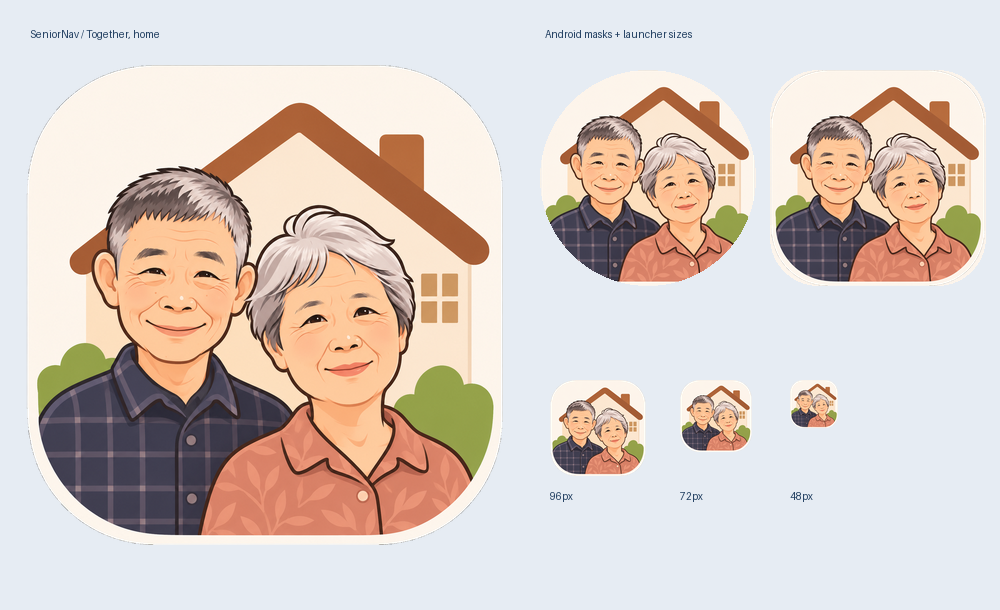 SeniorNav / Together, home
Android masks + launcher sizes
96px
72px
48px